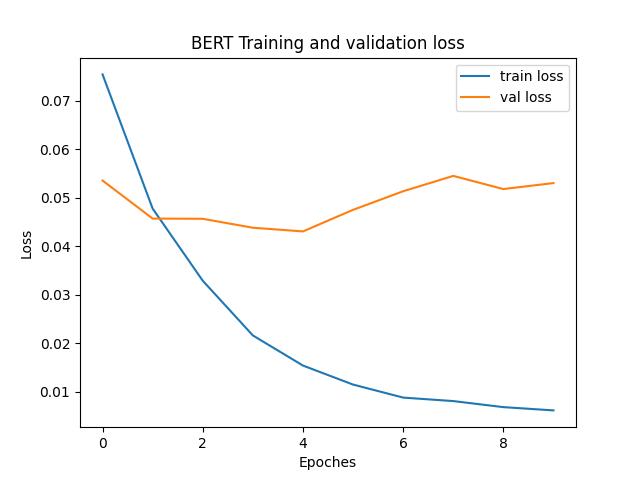 BERT Training and validation loss
train loss
val loss
0.07
0.06
0.05
0.04
0.03
0.02
0.01
Loss
0 2 4 6 8
Epoches